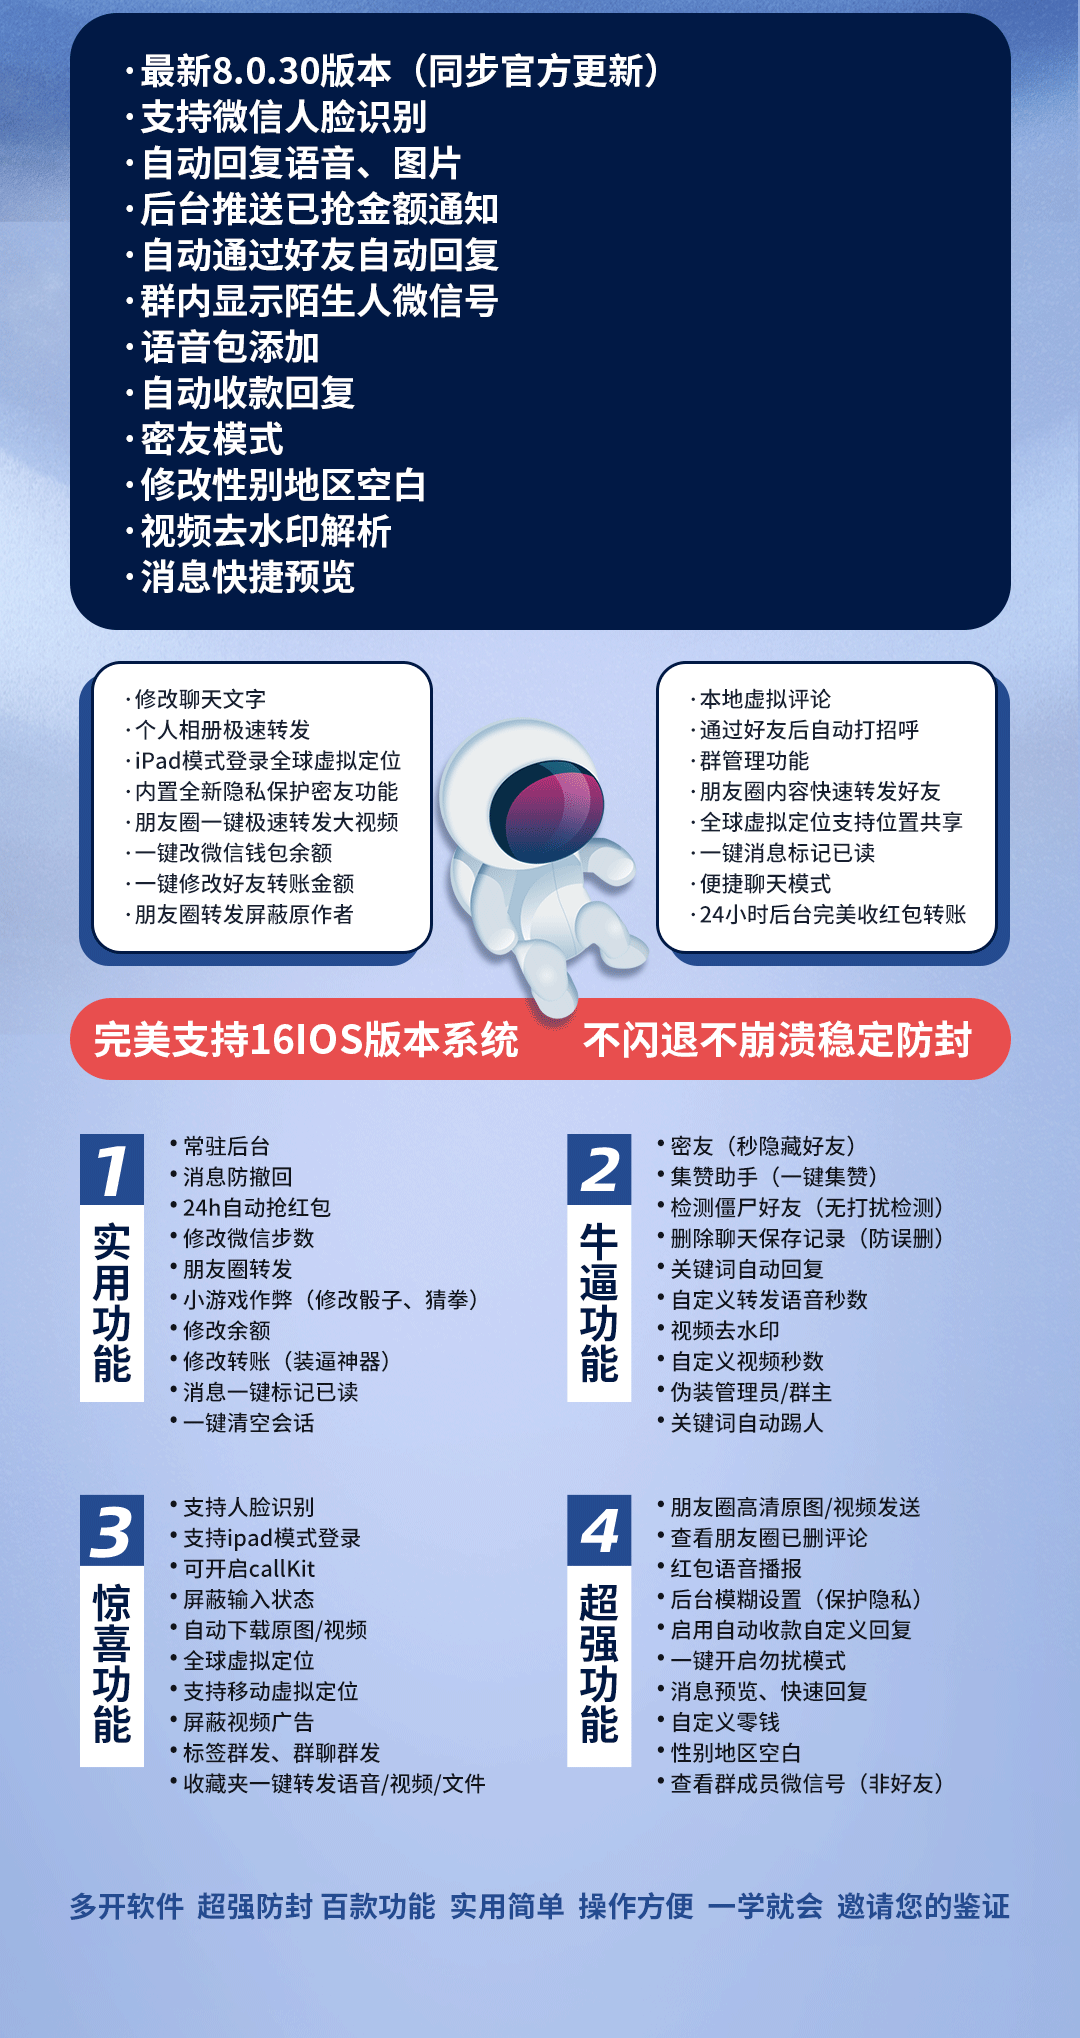 ·最新8.0.30版本（同步官方更新）
·支持微信人脸识别
·自动回复语音、图片
·后台推送已抢金额通知
·自动通过好友自动回复
·群内显示陌生人微信号
·语音包添加
·自动收款回复
·密友模式
·修改性别地区空白
·视频去水印解析
·消息快捷预览
·修改聊天文字
·个人相册极速转发
·iPad模式登录全球虚拟定位
·内置全新隐私保护密友功能
·朋友圈一键极速转发大视频
·一键改微信钱包余额
·一键修改好友转账金额
·朋友圈转发屏蔽原作者
·本地虚拟评论
·通过好友后自动打招呼
·群管理功能
·朋友圈内容快速转发好友
·全球虚拟定位支持位置共享
·一键消息标记已读
·便捷聊天模式
·24小时后台完美收红包转账
完美支持16IOS版本系统 不闪退不崩溃稳定防封
1
实用功能
•常驻后台
•消息防撤回
•24h自动抢红包
•修改微信步数
•朋友圈转发
•小游戏作弊（修改骰子、猜拳）
•修改余额
•修改转账（装逼神器）
•消息一键标记已读
•一键清空会话
2
牛逼功能
•密友（秒隐藏好友）
•集赞助手（一键集赞）
•检测僵尸好友（无打扰检测）
•删除聊天保存记录（防误删）
•关键词自动回复
•自定义转发语音秒数
•视频去水印
•自定义视频秒数
•伪装管理员/群主
•关键词自动踢人
3
惊喜功能
•支持人脸识别
•支持ipad模式登录
•可开启callKit
•屏蔽输入状态
•自动下载原图/视频
•全球虚拟定位
•支持移动虚拟定位
•屏蔽视频广告
•标签群发、群聊群发
•收藏夹一键转发语音/视频/文件
4
超强功能
•朋友圈高清原图/视频发送
•查看朋友圈已删评论
•红包语音播报
•后台模糊设置（保护隐私）
•启用自动收款自定义回复
•一键开启勿扰模式
•消息预览、快速回复
•自定义零钱
•性别地区空白
•查看群成员微信号（非好友）
多开软件 超强防封 百款功能 实用简单 操作方便 一学就会 邀请您的鉴证